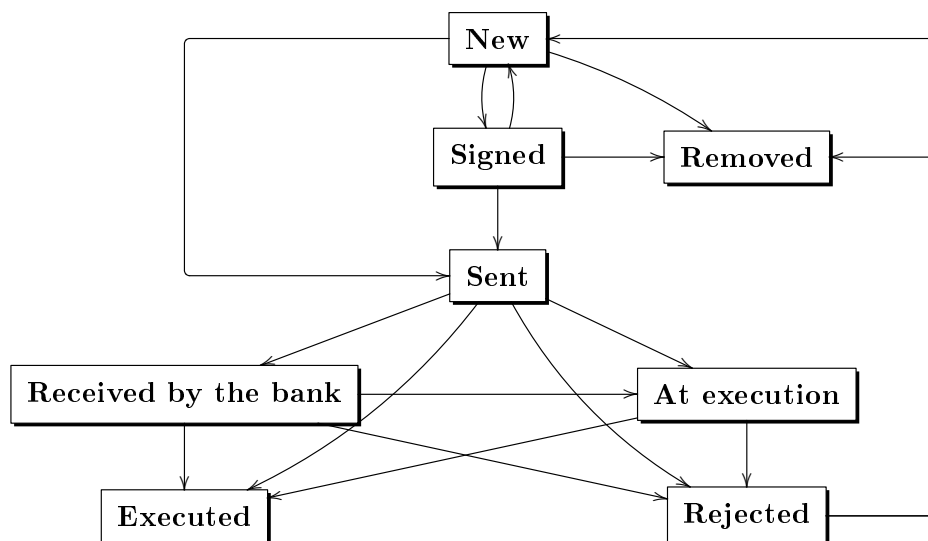 New
Signed
Removed
Sent
Received by the bank
At execution
Executed
Rejected